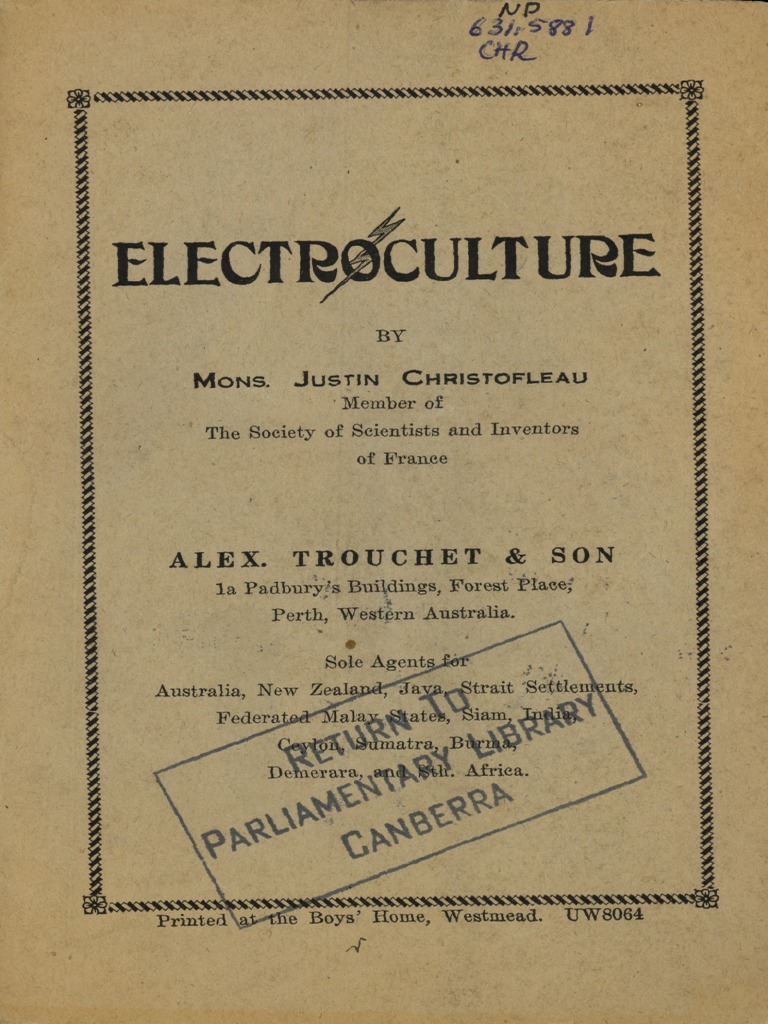 NP
631.5881
CHR
ELECTROCULTURE
BY
MONS. JUSTIN CHRISTOFLEAU
Member of
The Society of Scientists and Inventors
of France
ALEX. TROUCHET & SON
1a Padbury's Buildings, Forest Place,
Perth, Western Australia.
Sole Agents for
Australia, New Zealand, Java, Strait Settlements,
Federated Malay States, Siam, India,
Ceylon, Sumatra, Burma,
Demerara, and Sth. Africa.
RETURN TO
PARLIAMENTARY LIBRARY
CANBERRA
Printed at the Boys' Home, Westmead. UW8064